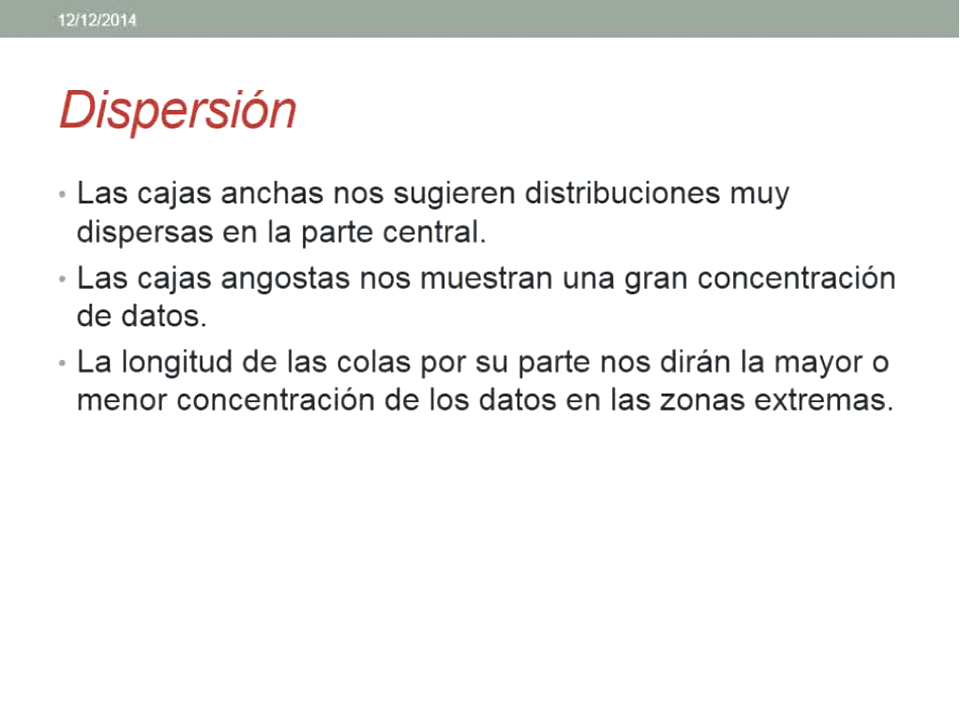 12/12/2014
Dispersión
• Las cajas anchas nos sugieren distribuciones muy
dispersas en la parte central.
• Las cajas angostas nos muestran una gran concentración
de datos.
• La longitud de las colas por su parte nos dirán la mayor o
menor concentración de los datos en las zonas extremas.